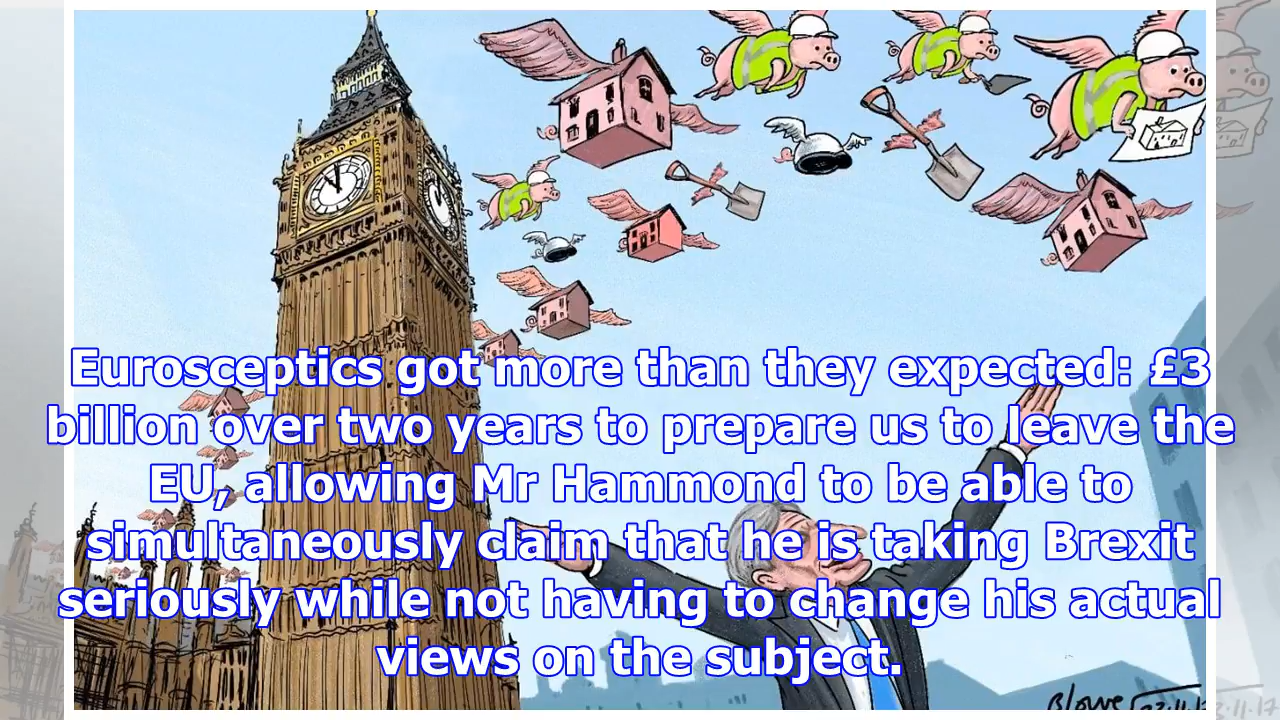 Eurosceptics got more than they expected: £3
billion over two years to prepare us to leave the
EU, allowing Mr Hammond to be able to
simultaneously claim that he is taking Brexit
seriously while not having to change his actual
views on the subject.
Blowe